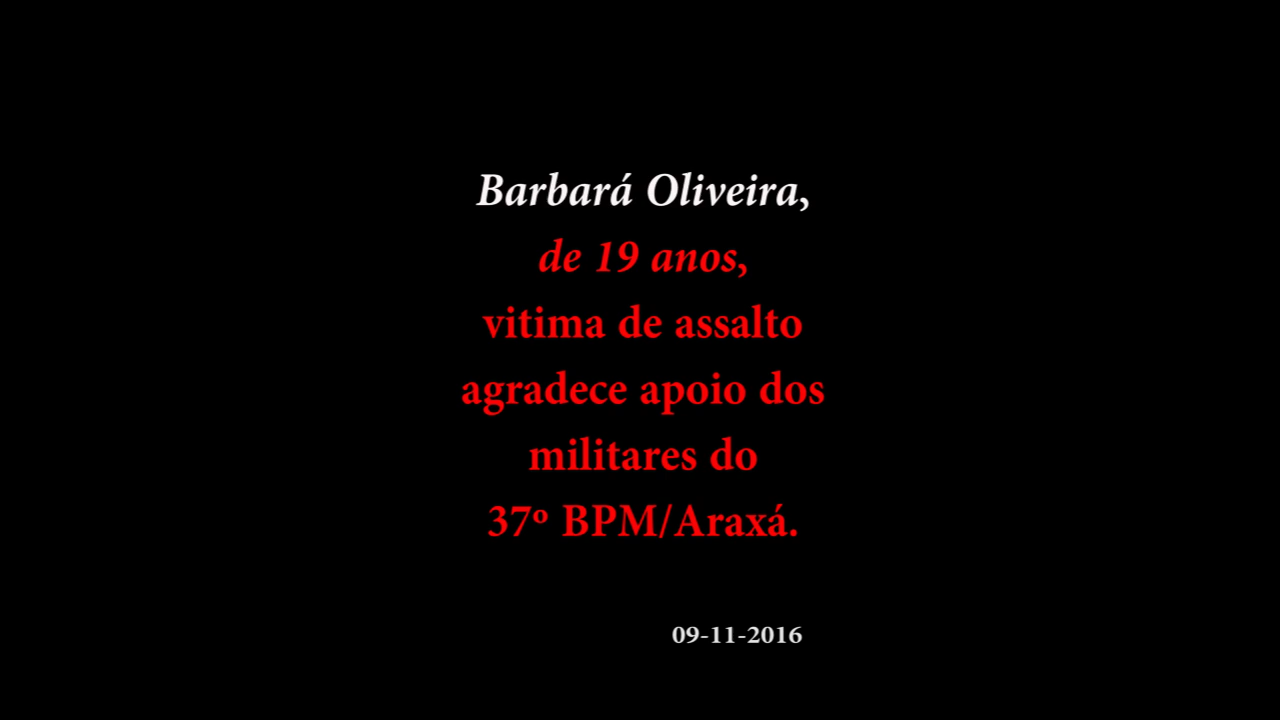 Barbará Oliveira,
de 19 anos,
vitima de assalto
agradece apoio dos
militares do
37º BPM/Araxá.
09-11-2016